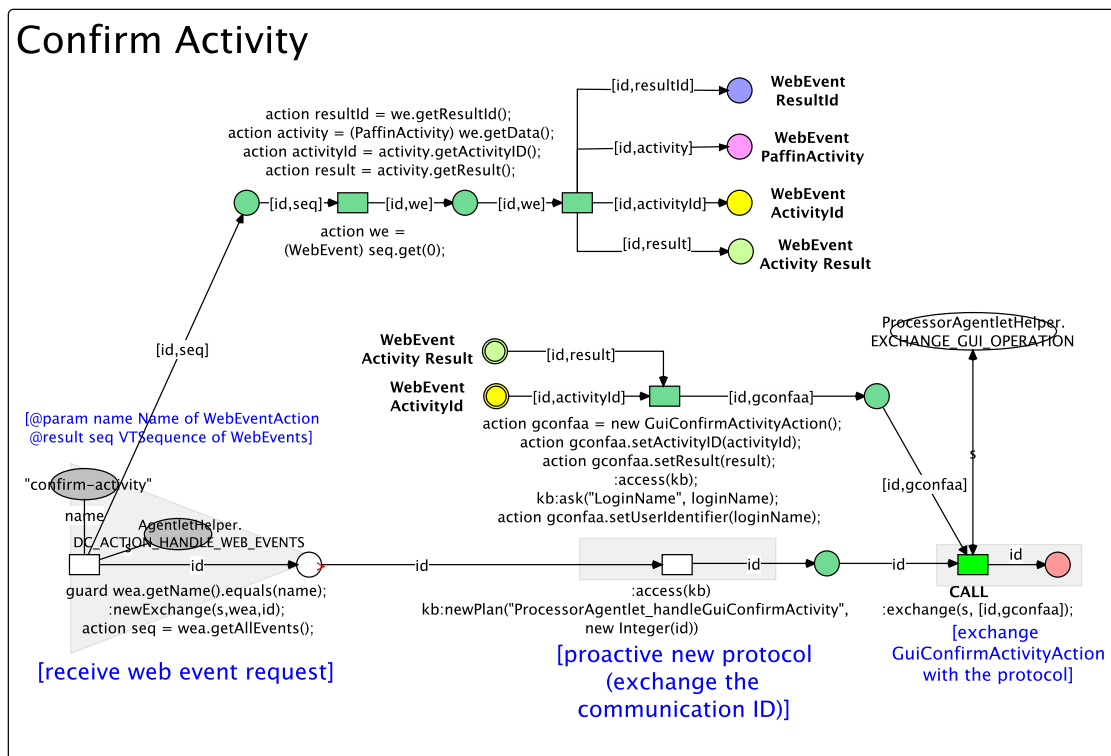 Confirm Activity
[id,resultId]
WebEvent
ResultId
action resultId = we.getResultId();
action activity = (PaffinActivity) we.getData();
action activityId = activity.getActivityID();
action result = activity.getResult();
[id,activity]
WebEvent
PaffinActivity
[id,seq]
[id,we]
[id,we]
[id,activityId]
WebEvent
ActivityId
action we =
(WebEvent) seq.get(0);
[id,result]
WebEvent
Activity Result
[id,seq]
ProcessorAgentletHelper.
EXCHANGE_GUI_OPERATION
WebEvent
Activity Result
[id,result]
WebEvent
ActivityId
[id,activityId]
[id,gconfaa]
action gconfaa = new GuiConfirmActivityAction();
action gconfaa.setActivityID(activityId);
action gconfaa.setResult(result);
:access(kb);
kb:ask("LoginName", loginName);
action gconfaa.setUserIdentifier(loginName);
[@param name Name of WebEventAction
@result seq VTSequence of WebEvents]
s
[id,gconfaa]
"confirm-activity"
name
AgentletHelper.
DC_ACTION_HANDLE_WEB_EVENTS
s
id
id
id
id
id
guard wea.getName().equals(name);
:newExchange(s,wea,id);
action seq = wea.getAllEvents();
:access(kb)
kb:newPlan("ProcessorAgentlet_handleGuiConfirmActivity",
new Integer(id))
CALL
:exchange(s, [id,gconfaa]);
[receive web event request]
[proactive new protocol
(exchange the
communication ID)]
[exchange
GuiConfirmActivityAction
with the protocol]